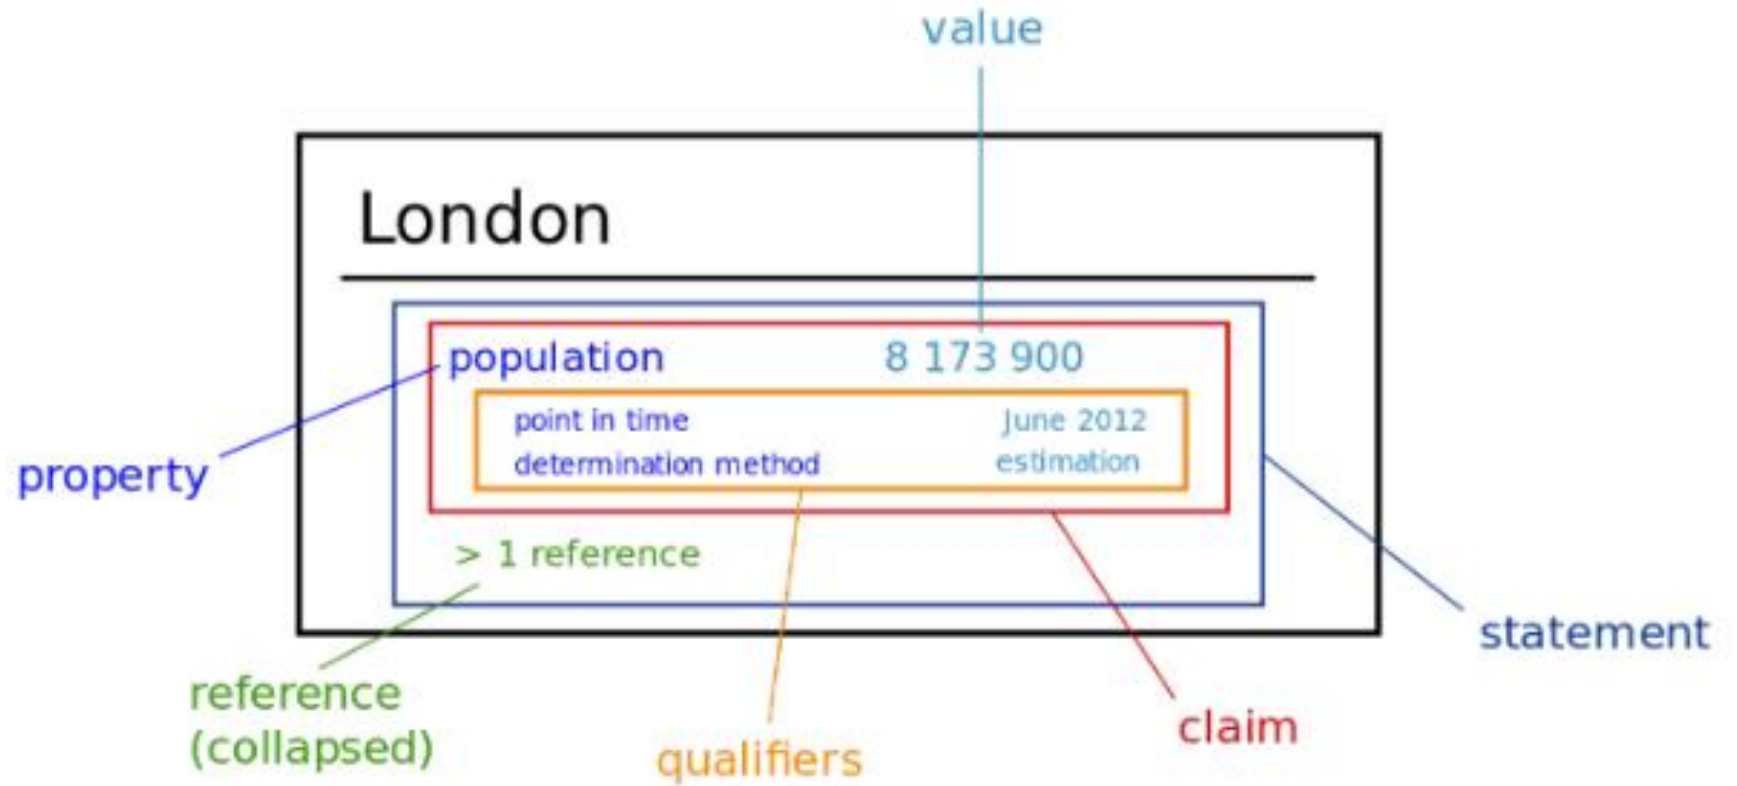 value
London
population 8 173 900
point in time June 2012
determination method estimation
property
> 1 reference
statement
reference
(collapsed)
claim
qualifiers